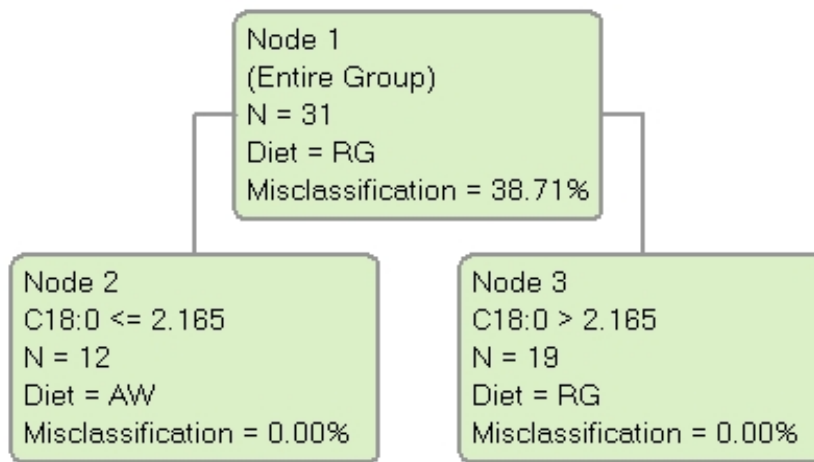 Node 1
(Entire Group)
N = 31
Diet = RG
Misclassification = 38.71%
Node 2
C18:0 <= 2.165
N = 12
Diet = AW
Misclassification = 0.00%
Node 3
C18:0 > 2.165
N = 19
Diet = RG
Misclassification = 0.00%